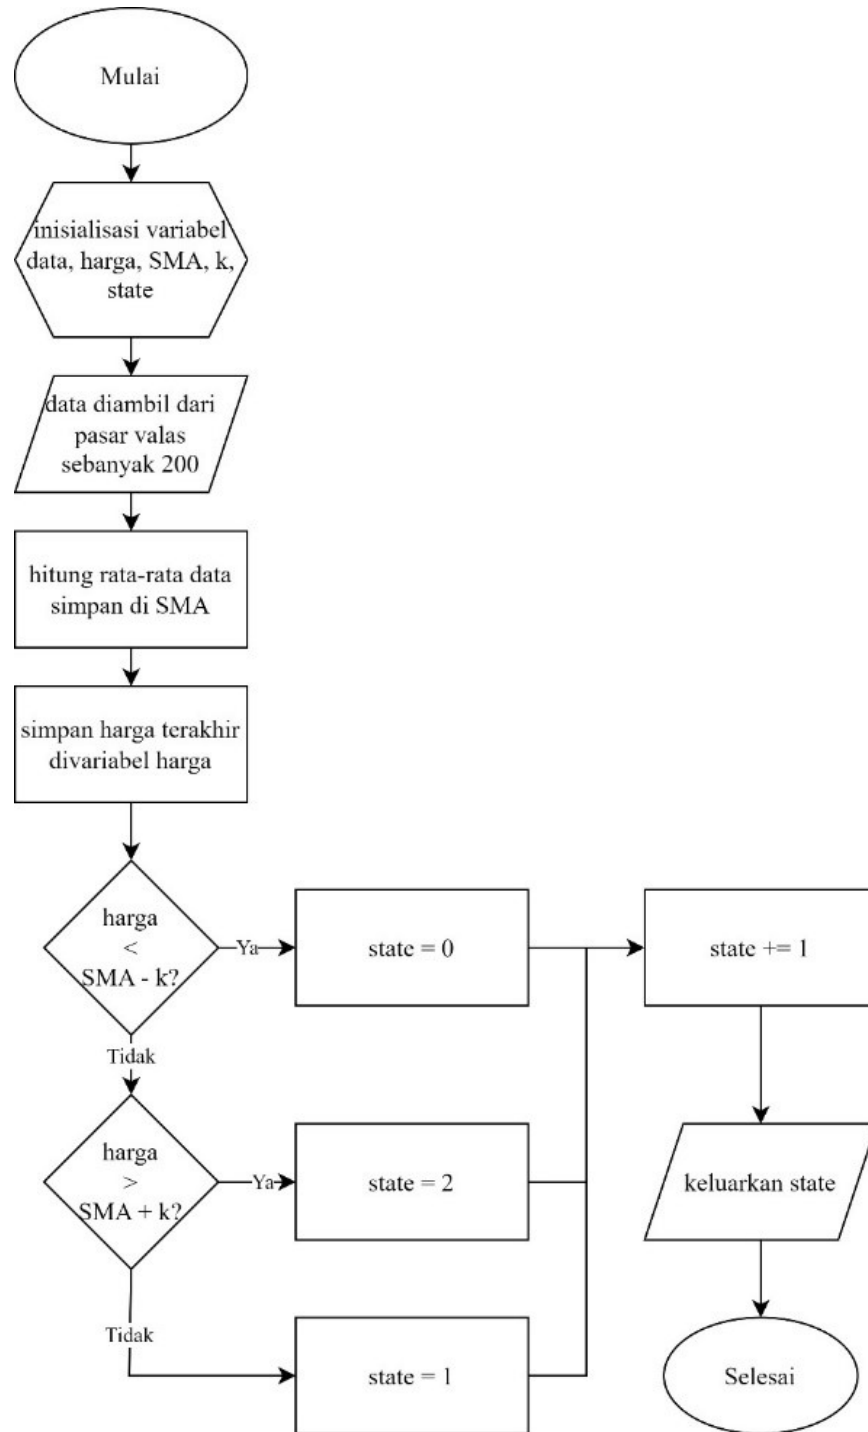 Mulai
inisialisasi variabel
data, harga, SMA, k,
state
data diambil dari
pasar valas
sebanyak 200
hitung rata-rata data
simpan di SMA
simpan harga terakhir
divariabel harga
harga
<
SMA - k?
Ya
state = 0
state += 1
Tidak
harga
>
SMA + k?
Ya
state = 2
keluarkan state
Tidak
state = 1
Selesai